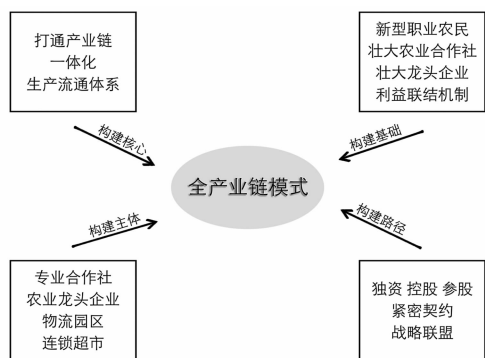 打通产业链
一体化
生产流通体系
新型职业农民
壮大农业合作社
壮大龙头企业
利益联结机制
构建核心
构建基础
全产业链模式
构建主体
构建路径
专业合作社
农业龙头企业
物流园区
连锁超市
独资 控股 参股
紧密契约
战略联盟